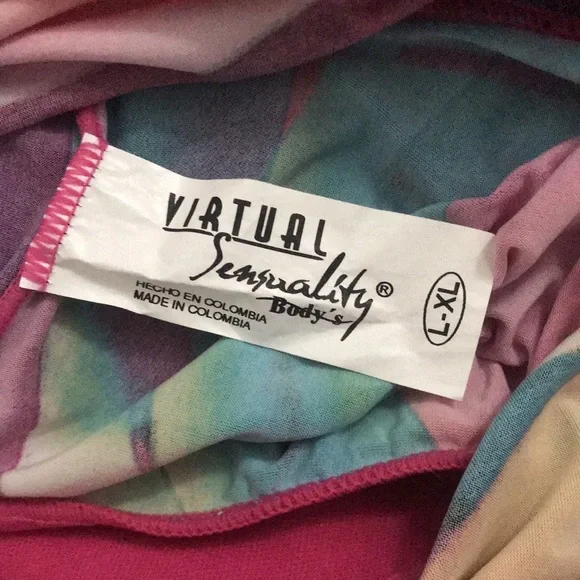 VIRTUAL
Sensuality®
Body's
HECHO EN COLOMBIA
MADE IN COLOMBIA
L-XL